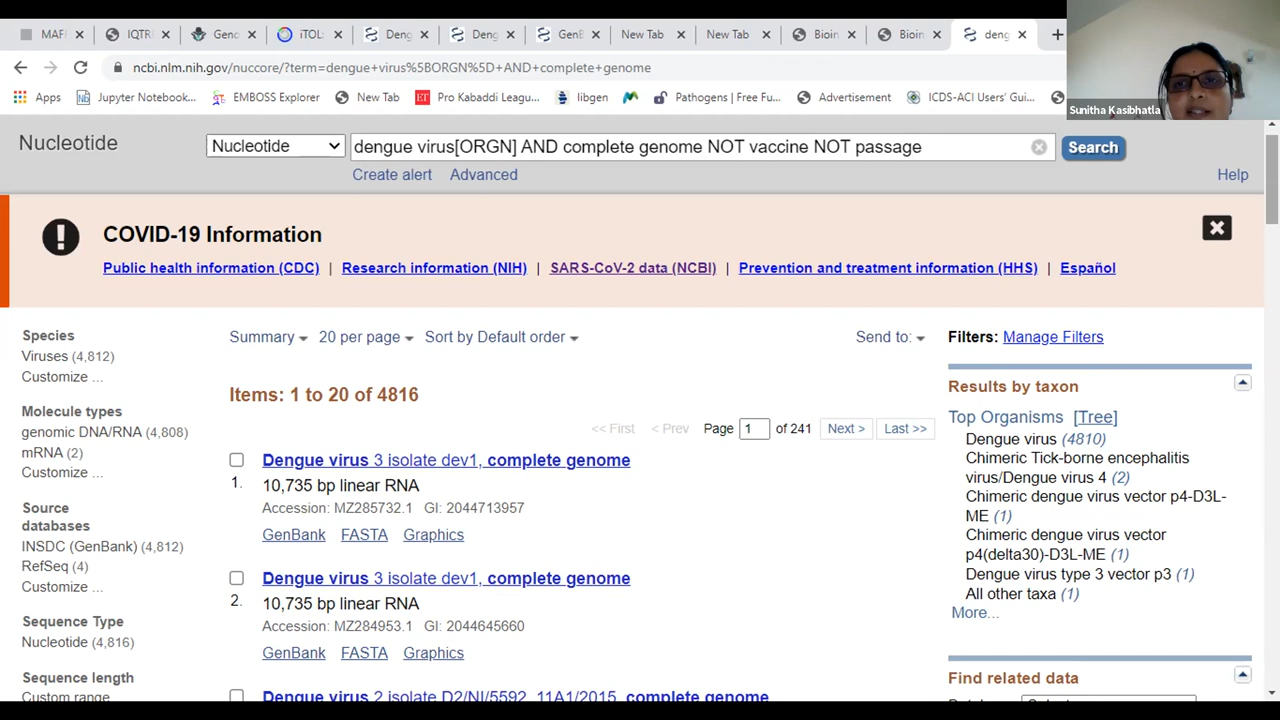 MAFF
IQTRE
Geno
iTOL:
Deng
Deng
GenB
New Tab
New Tab
Bioin
Bioin
deng
ncbi.nlm.nih.gov/nuccore/?term=dengue+virus%5BORGN%5D+AND+complete+genome
Apps
Jupyter Notebook...
EMBOSS Explorer
New Tab
Pro Kabaddi Leagu...
libgen
Pathogens | Free Fu...
Advertisement
ICDS-ACI Users' Gui...
Sunitha Kasibhatla
Nucleotide
Nucleotide
dengue virus[ORGN] AND complete genome NOT vaccine NOT passage
Search
Create alert Advanced
Help
COVID-19 Information
Public health information (CDC) | Research information (NIH) | SARS-CoV-2 data (NCBI) | Prevention and treatment information (HHS) | Español
Species
Viruses (4,812)
Customize ...
Molecule types
genomic DNA/RNA (4,808)
mRNA (2)
Customize ...
Source
databases
INSDC (GenBank) (4,812)
RefSeq (4)
Customize ...
Sequence Type
Nucleotide (4,816)
Sequence length
Custom range
Summary 20 per page Sort by Default order
Send to:
Items: 1 to 20 of 4816
<< First < Prev Page 1 of 241 Next > Last >>
1. Dengue virus 3 isolate dev1, complete genome
10,735 bp linear RNA
Accession: MZ285732.1 GI: 2044713957
GenBank FASTA Graphics
2. Dengue virus 3 isolate dev1, complete genome
10,735 bp linear RNA
Accession: MZ284953.1 GI: 2044645660
GenBank FASTA Graphics
Dengue virus 2 isolate D2/NI/5592_11A1/2015, complete genome
Filters: Manage Filters
Results by taxon
Top Organisms [Tree]
Dengue virus (4810)
Chimeric Tick-borne encephalitis
virus/Dengue virus 4 (2)
Chimeric dengue virus vector p4-D3L-
ME (1)
Chimeric dengue virus vector
p4(delta30)-D3L-ME (1)
Dengue virus type 3 vector p3 (1)
All other taxa (1)
More...
Find related data